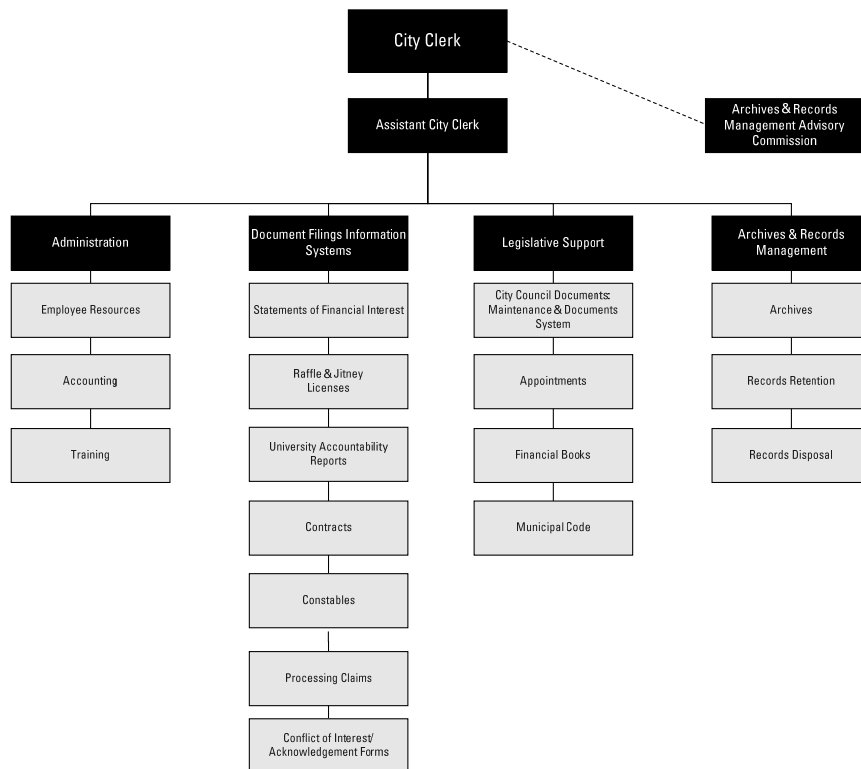 City Clerk
Assistant City Clerk
Archives & Records
Management Advisory
Commission
Administration
Document Filings Information
Systems
Legislative Support
Archives & Records
Management
Employee Resources
Statements of Financial Interest
City Council Documents:
Maintenance & Documents
System
Archives
Accounting
Raffle & Jitney
Licenses
Appointments
Records Retention
Training
University Accountability
Reports
Financial Books
Records Disposal
Contracts
Municipal Code
Constables
Processing Claims
Conflict of Interest/
Acknowledgement Forms